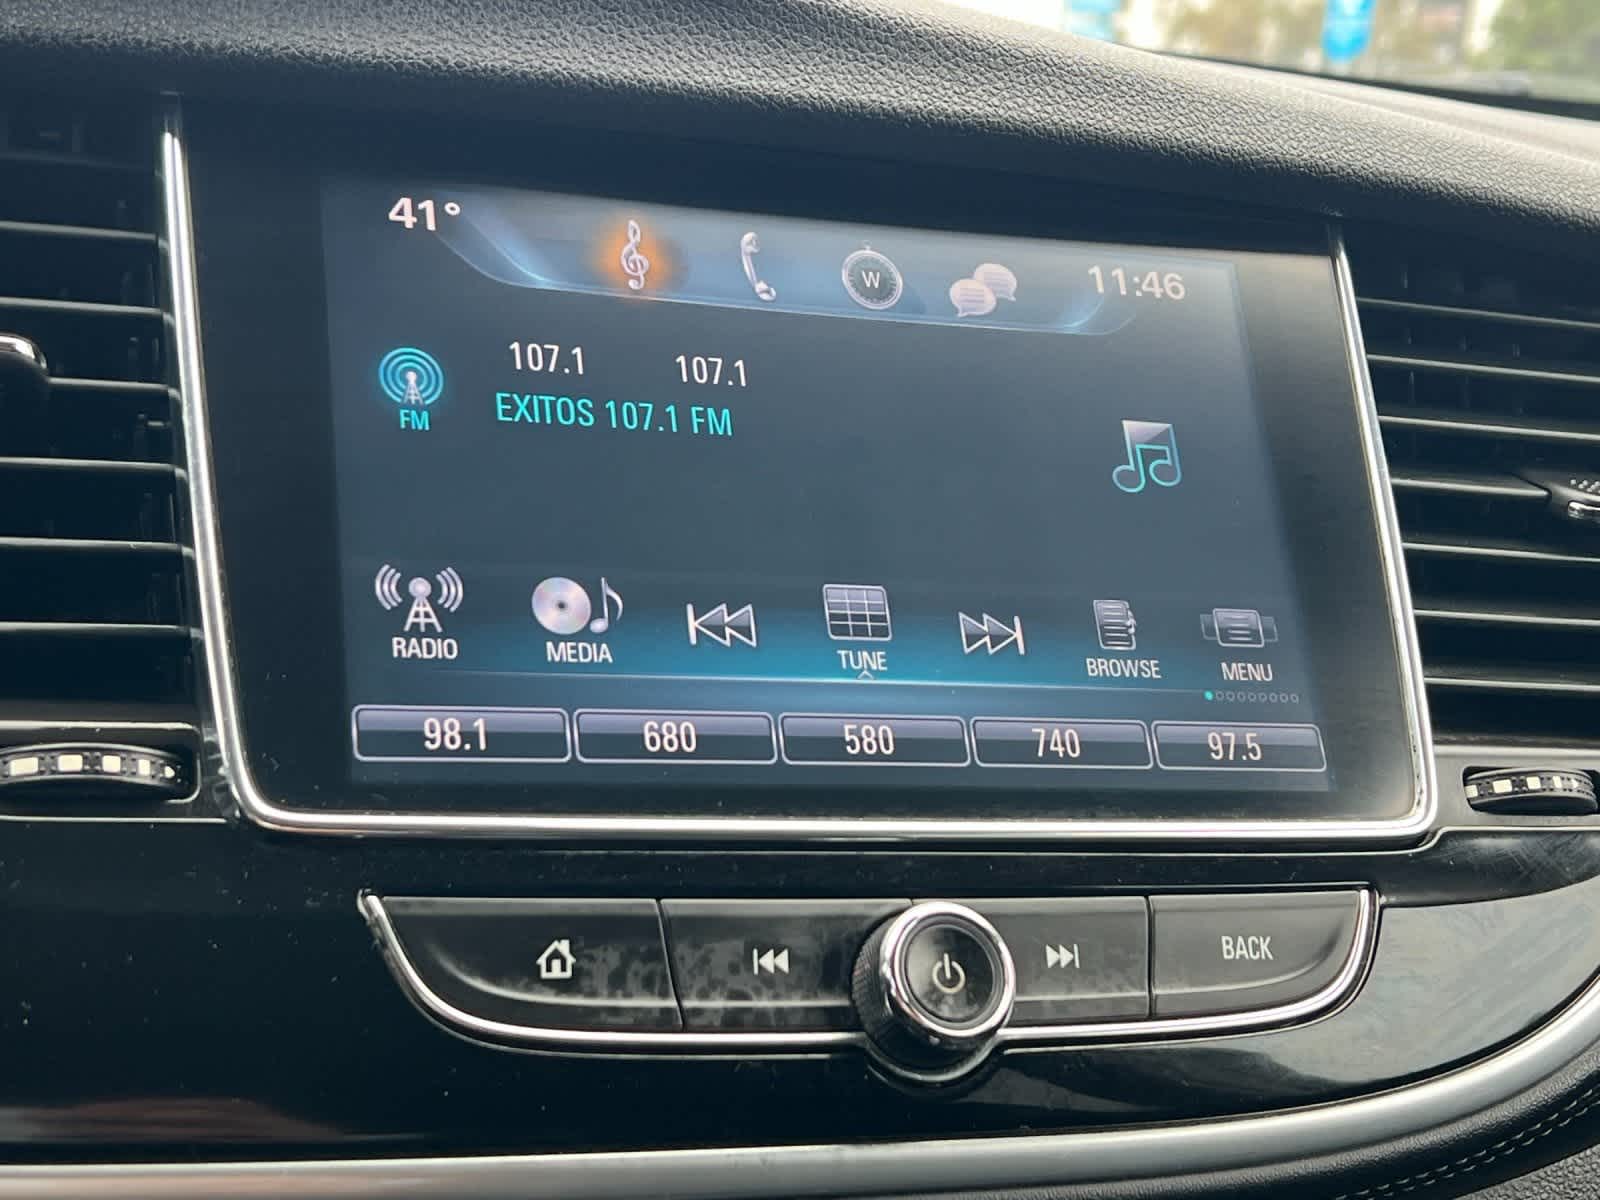 41° W 11:46
107.1 107.1
FM EXITOS 107.1 FM
RADIO MEDIA TUNE BROWSE MENU
98.1 680 580 740 97.5
BACK